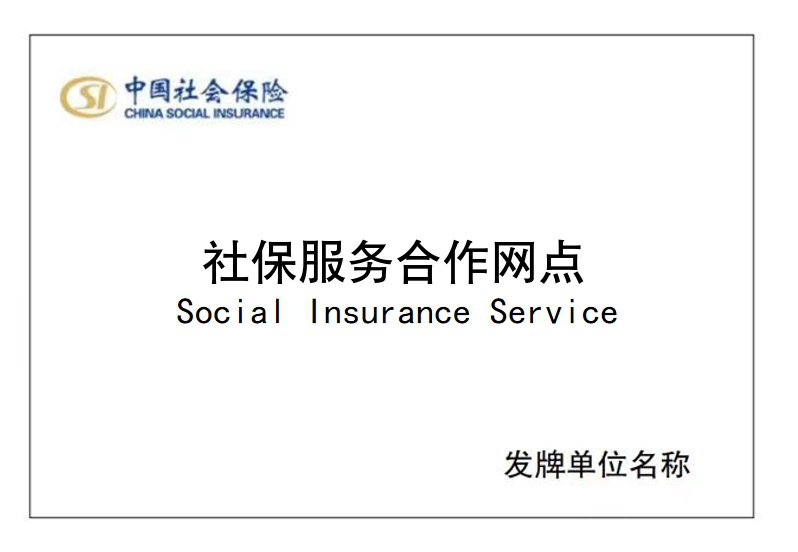 SI
中国社会保险
CHINA SOCIAL INSURANCE
社保服务合作网点
Social Insurance Service
发牌单位名称